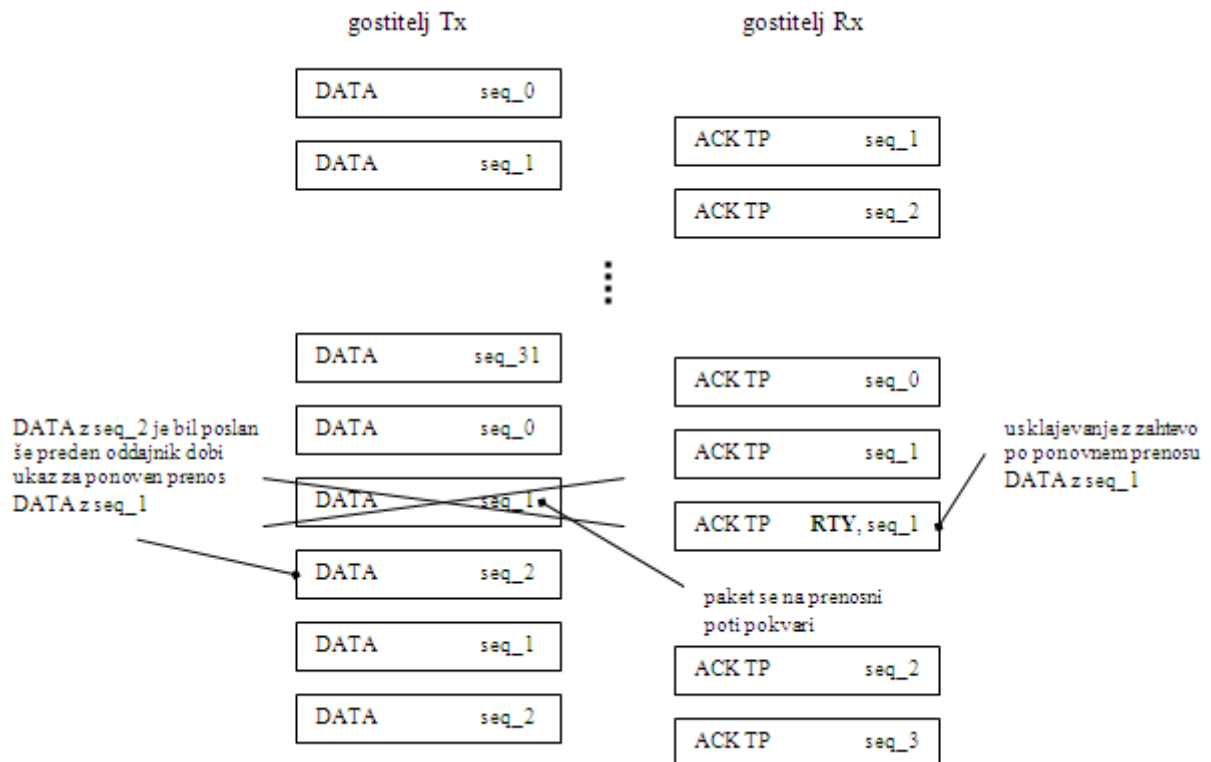 gostitelj Tx
gostitelj Rx
DATA seq_0
ACK TP seq_1
DATA seq_1
ACK TP seq_2
DATA seq_31
ACK TP seq_0
DATA z seq_2 je bil poslan
še preden oddajnik dobi
ukaz za ponoven prenos
DATA z seq_1
DATA seq_0
ACK TP seq_1
usklajevanje z zahtevo
po ponovnem prenosu
DATA z seq_1
DATA seq_1
ACK TP RTY, seq_1
DATA seq_2
paket se na prenosni
poti pokvari
DATA seq_1
ACK TP seq_2
DATA seq_2
ACK TP seq_3